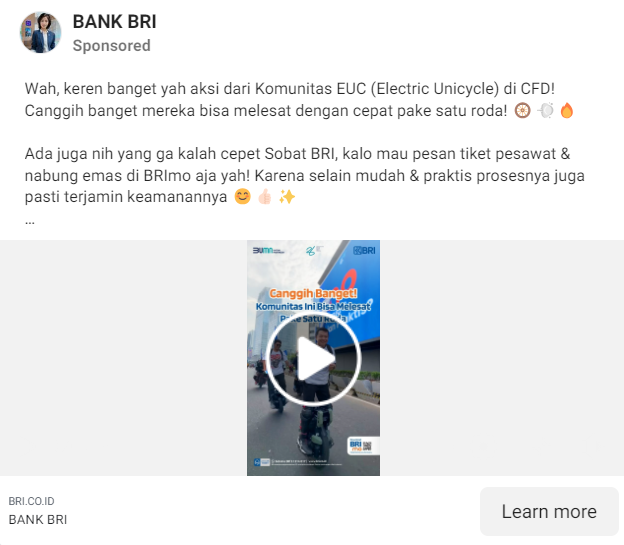 BANK BRI
Sponsored
Wah, keren banget yah aksi dari Komunitas EUC (Electric Unicycle) di CFD!
Canggih banget mereka bisa melesat dengan cepat pake satu roda! 🛞 💨 🔥
Ada juga nih yang ga kalah cepet Sobat BRI, kalo mau pesan tiket pesawat &
nabung emas di BRImo aja yah! Karena selain mudah & praktis prosesnya juga
pasti terjamin keamanannya 😊 👍🏻 ✨
...
BUMN
BRI
Canggih Banget!
Komunitas Ini Bisa Melesat
Pake Satu
BRI
BRI.CO.ID
BANK BRI
Learn more